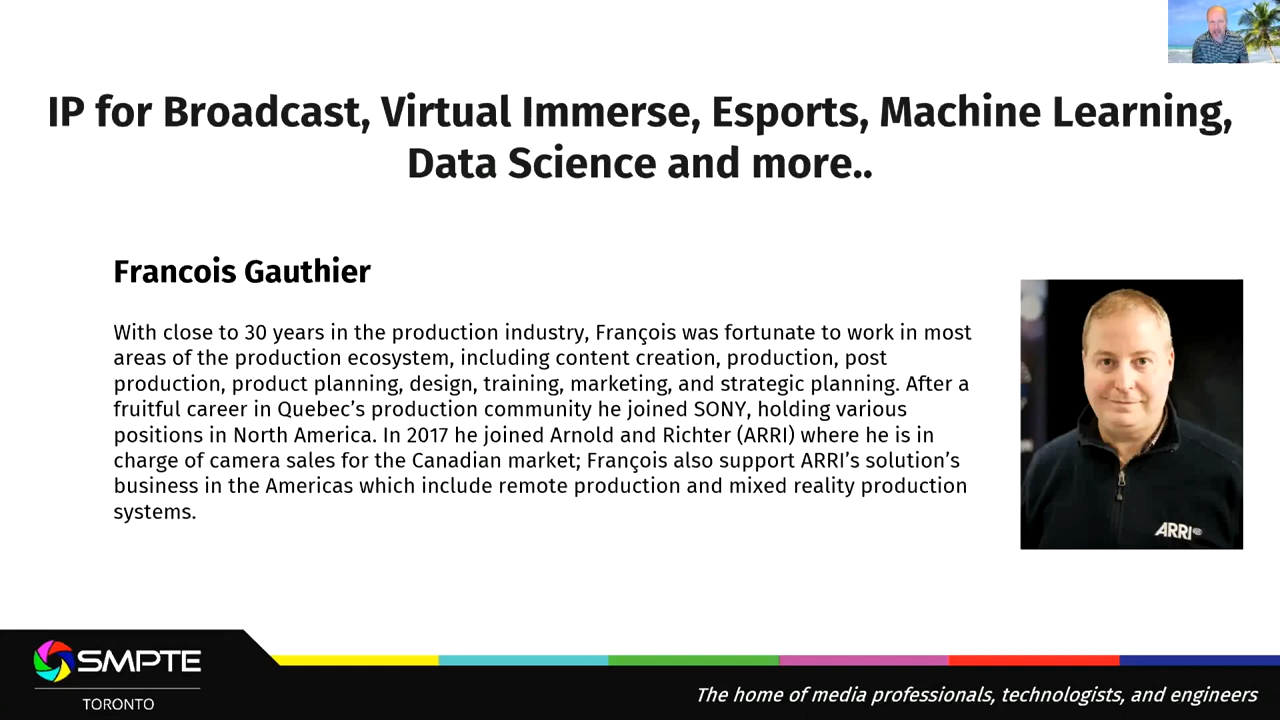 IP for Broadcast, Virtual Immerse, Esports, Machine Learning,
Data Science and more..
Francois Gauthier
With close to 30 years in the production industry, François was fortunate to work in most
areas of the production ecosystem, including content creation, production, post
production, product planning, design, training, marketing, and strategic planning. After a
fruitful career in Quebec’s production community he joined SONY, holding various
positions in North America. In 2017 he joined Arnold and Richter (ARRI) where he is in
charge of camera sales for the Canadian market; François also support ARRI’s solution’s
business in the Americas which include remote production and mixed reality production
systems.
ARRI
SMPTE
TORONTO
The home of media professionals, technologists, and engineers